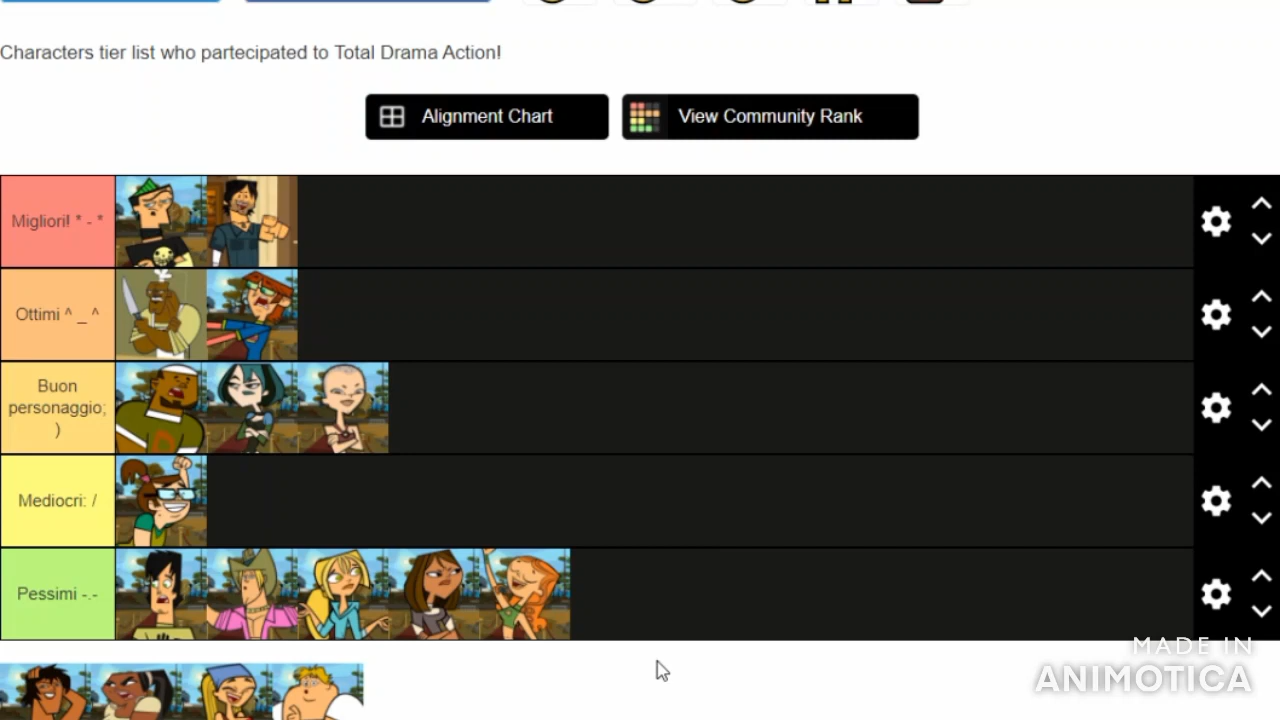 Characters tier list who partecipated to Total Drama Action!
Alignment Chart
View Community Rank
Migliori! * - *
Ottimi ^ _ ^
Buon
personaggio;
)
Mediocri: /
Pessimi -.-
MADE IN
ANIMOTICA